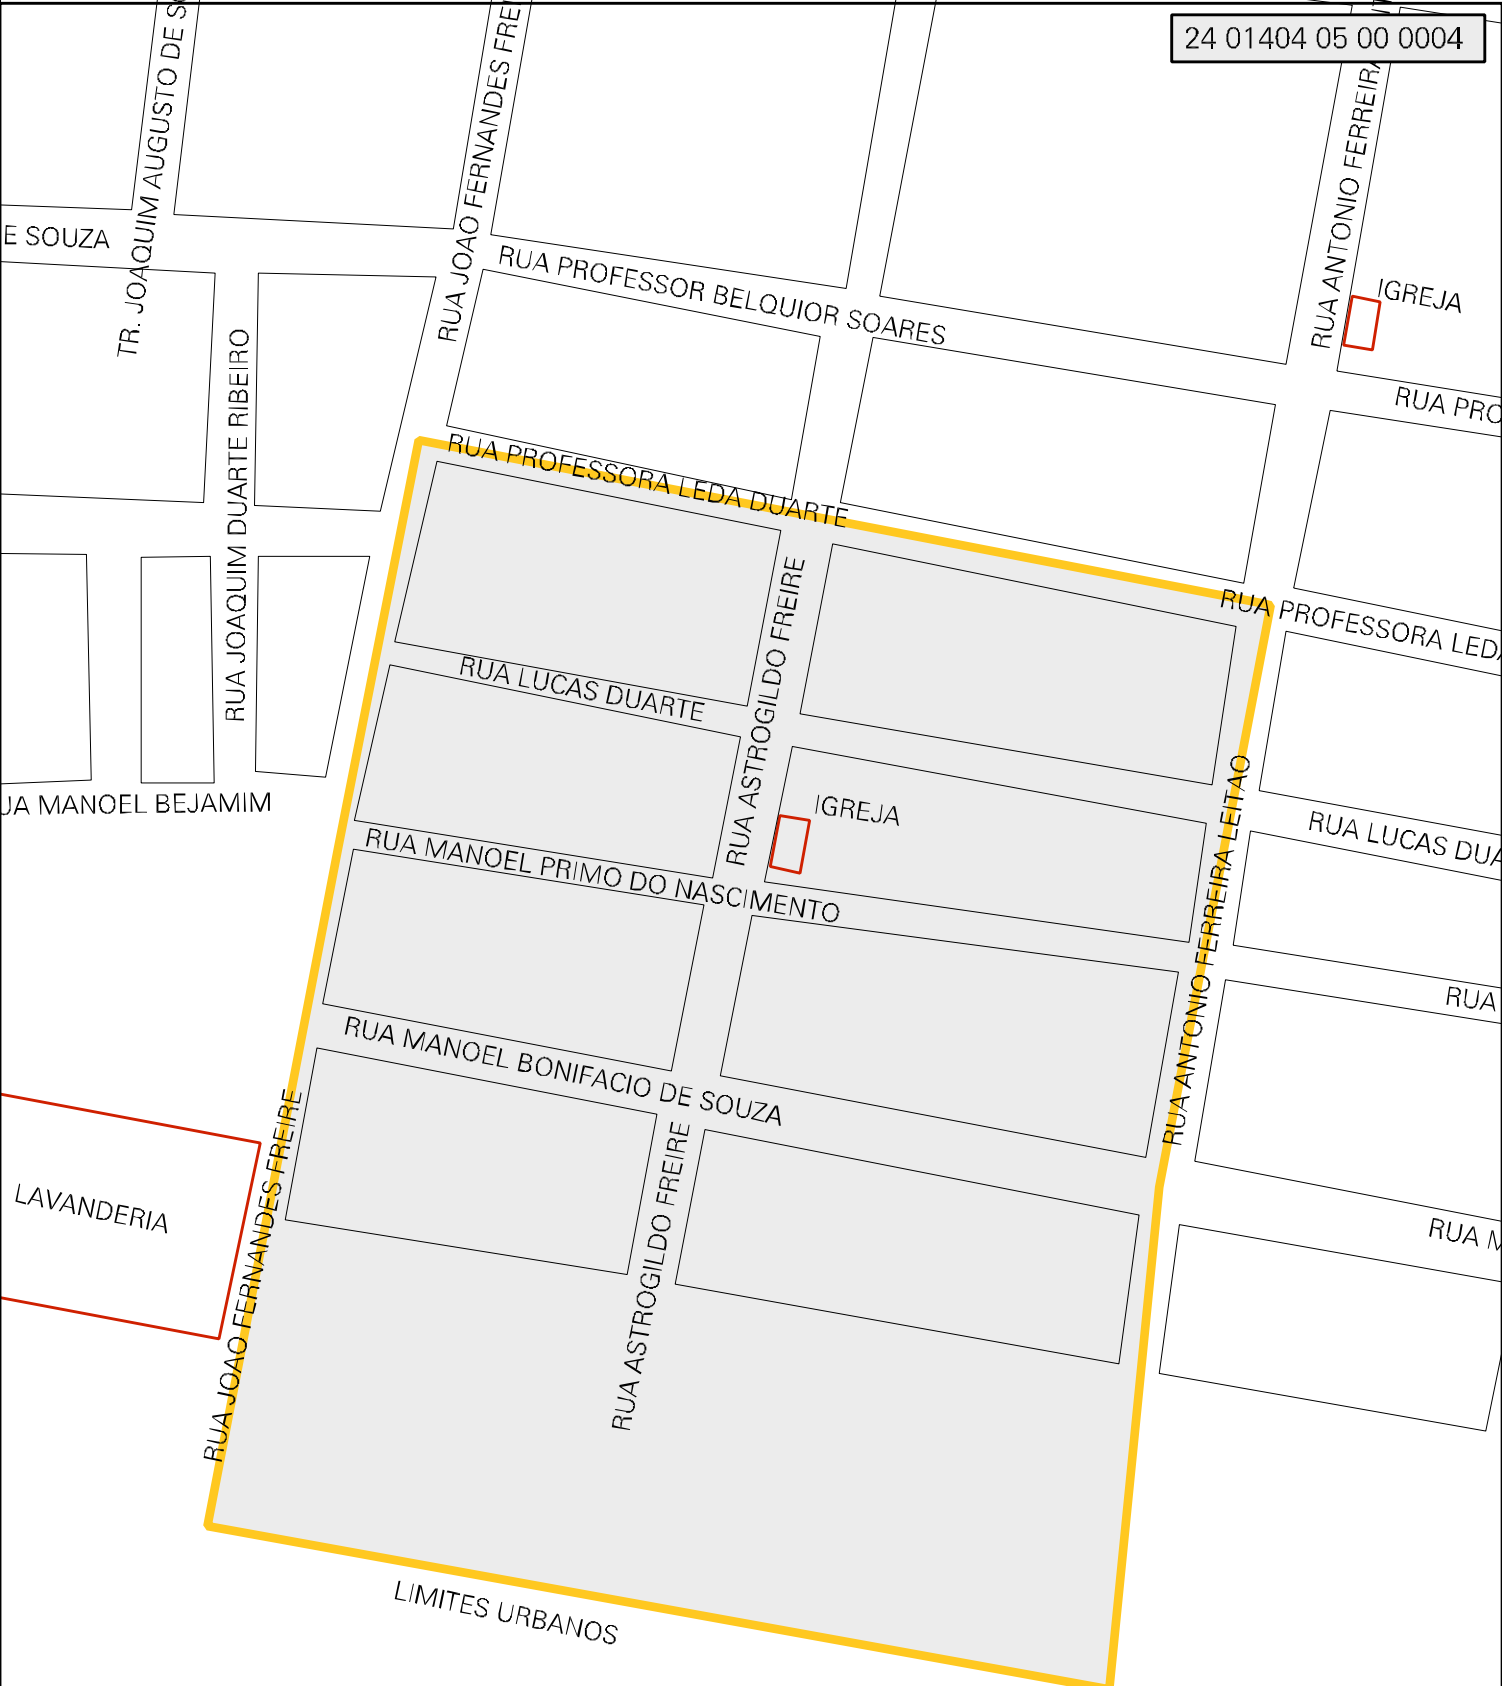 24 01404 05 00 0004
TR. JOAQUIM AUGUSTO DE
RUA JOAO FERNANDES
RUA ANTONIO FERREIRA
E SOUZA
RUA PROFESSOR BELQUIOR SOARES
IGREJA
RUA PRO
RUA JOAQUIM DUARTE RIBEIRO
RUA PROFESSORA LEDA DUARTE
RUA PROFESSORA LEDA
RUA ASTROGILDO FREIRE
RUA LUCAS DUARTE
RUA ANTONIO FERREIRA LEITAO
UA MANOEL BEJAMIM
IGREJA
RUA LUCAS DUA
RUA MANOEL PRIMO DO NASCIMENTO
RUA
RUA MANOEL BONIFACIO DE SOUZA
RUA JOAO FERNANDES FREIRE
RUA ASTROGILDO FREIRE
LAVANDERIA
RUA M
LIMITES URBANOS